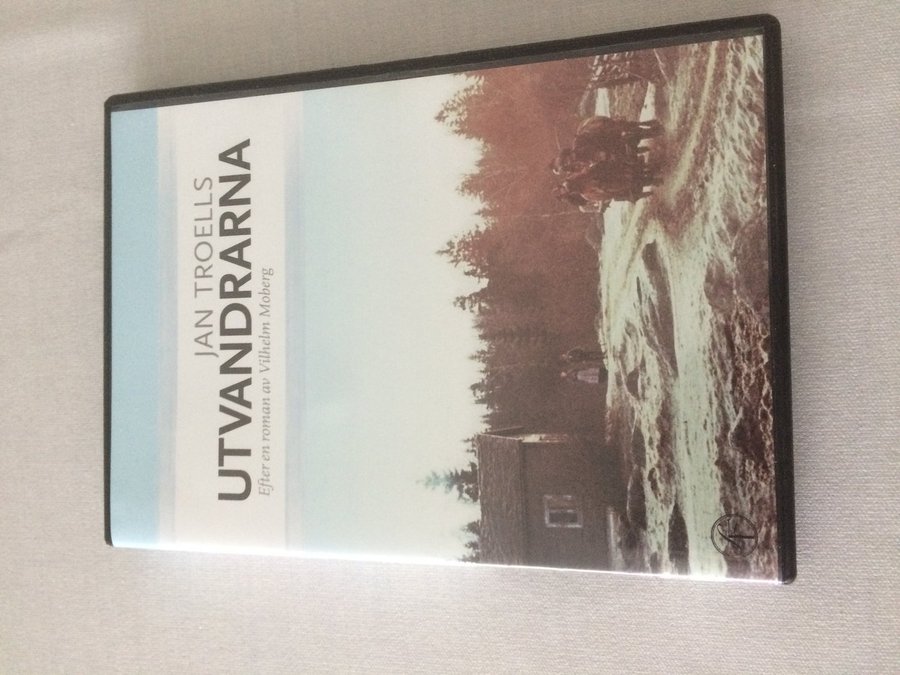 JAN TROELLS
UTVANDRARNA
Efter en roman av Vilhelm Moberg